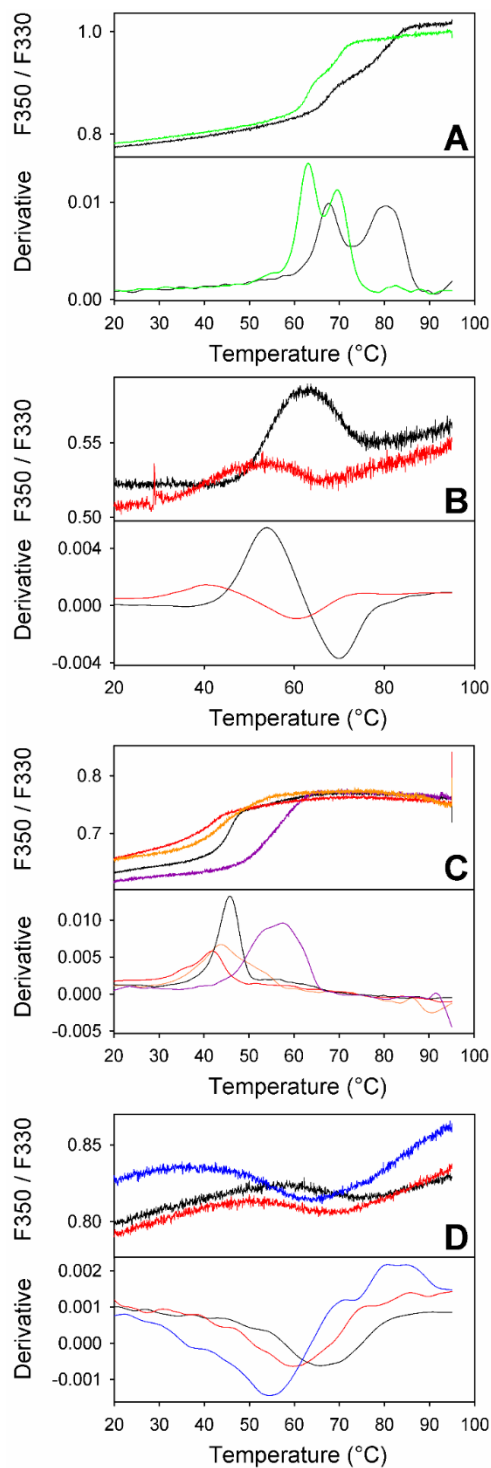 F350 / F330
1.0
0.8
A
Derivative
0.01
0.00
20 30 40 50 60 70 80 90 100
Temperature (°C)
F350 / F330
0.55
0.50
B
Derivative
0.004
0.000
-0.004
20 30 40 50 60 70 80 90 100
Temperature (°C)
F350 / F330
0.8
0.7
C
Derivative
0.010
0.005
0.000
-0.005
20 30 40 50 60 70 80 90 100
Temperature (°C)
F350 / F330
0.85
0.80
D
Derivative
0.002
0.001
0.000
-0.001
20 30 40 50 60 70 80 90 100
Temperature (°C)